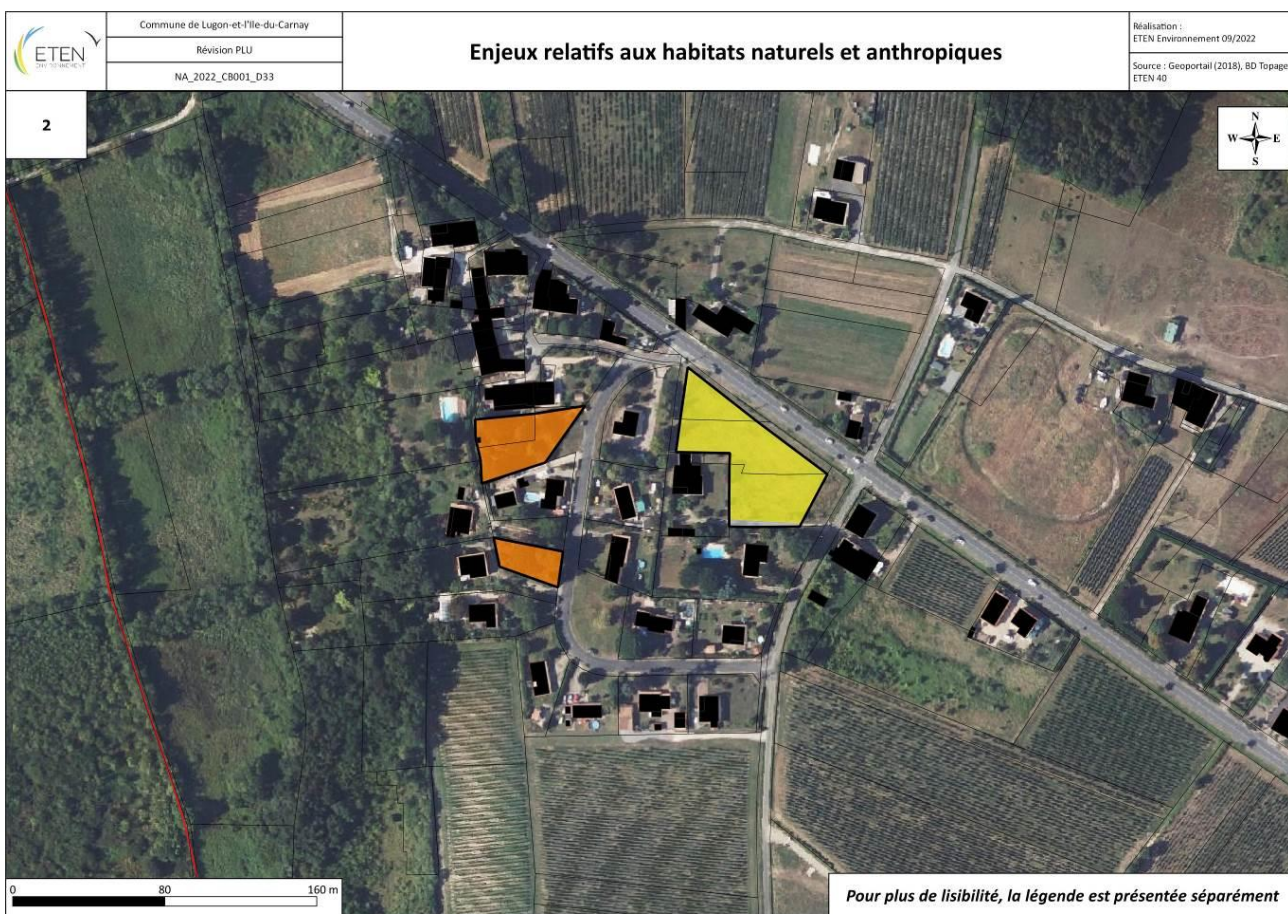 ETEN
ENVIRONNEMENT
Commune de Lugon-et-l'Ile-du-Carnay
Révision PLU
NA_2022_CB001_D33
Enjeux relatifs aux habitats naturels et anthropiques
Réalisation :
ETEN Environnement 09/2022
Source : Geoportail (2018), BD Topage
ETEN 40
2
N
W E
S
0 80 160 m
Pour plus de lisibilité, la légende est présentée séparément